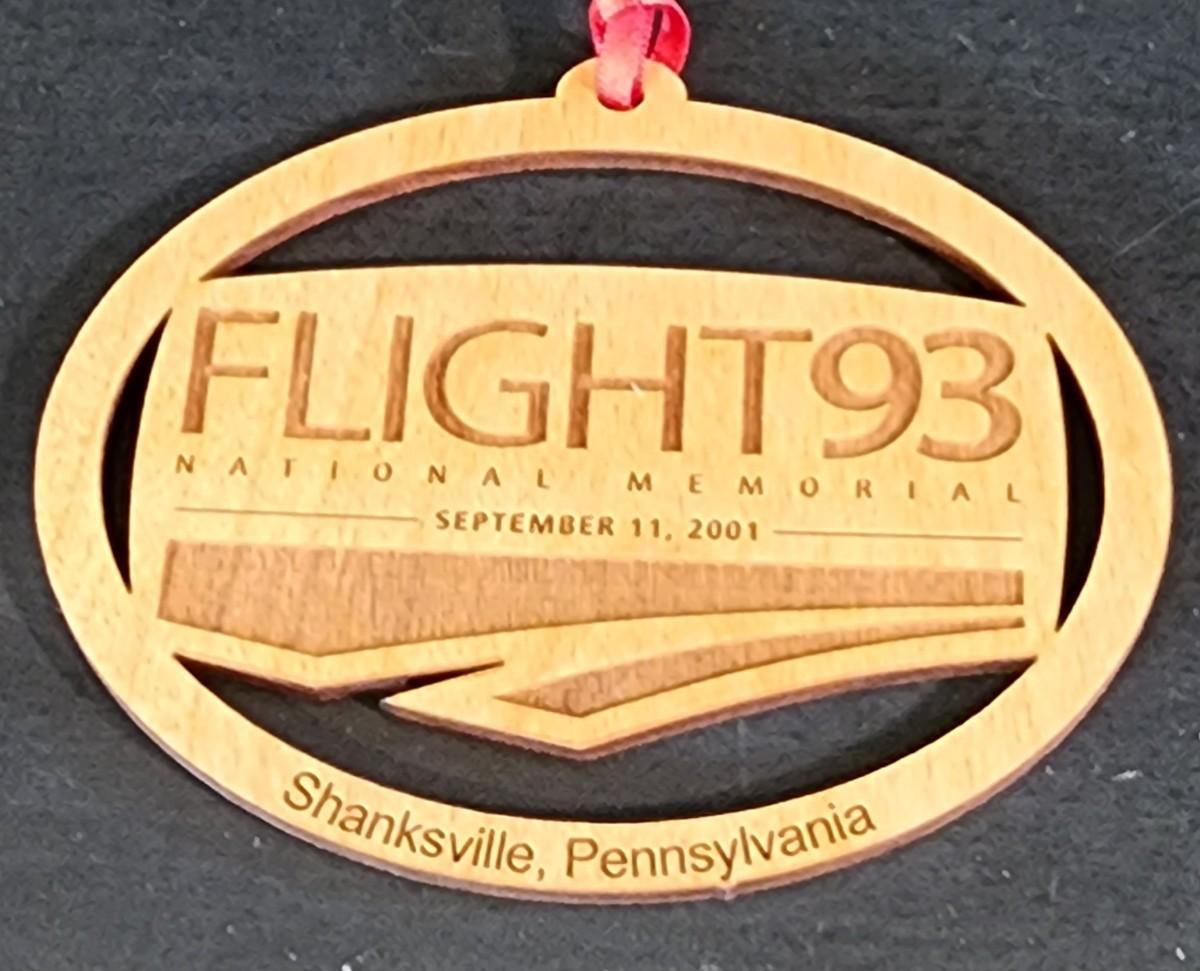 FLIGHT93
NATIONAL MEMORIAL
SEPTEMBER 11, 2001
Shanksville, Pennsylvania